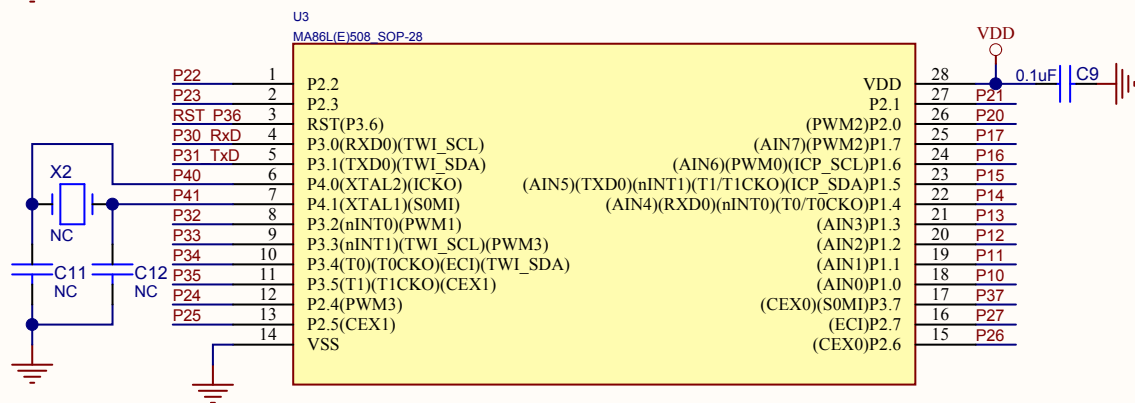 U3
MA86L(E)508_SOP-28
VDD
P22 1 P2.2 VDD 28 0.1uF C9
P23 2 P2.3 P2.1 27 P21
RST P36 3 RST(P3.6) (PWM2)P2.0 26 P20
P30 RxD 4 P3.0(RXD0)(TWI_SCL) (AIN7)(PWM2)P1.7 25 P17
P31 TxD 5 P3.1(TXD0)(TWI_SDA) (AIN6)(PWM0)(ICP_SCL)P1.6 24 P16
X2 P40 6 P4.0(XTAL2)(ICKO) (AIN5)(TXD0)(nINT1)(T1/T1CKO)(ICP_SDA)P1.5 23 P15
P41 7 P4.1(XTAL1)(S0MI) (AIN4)(RXD0)(nINT0)(T0/T0CKO)P1.4 22 P14
P32 8 P3.2(nINT0)(PWM1) (AIN3)P1.3 21 P13
NC P33 9 P3.3(nINT1)(TWI_SCL)(PWM3) (AIN2)P1.2 20 P12
P34 10 P3.4(T0)(T0CKO)(ECI)(TWI_SDA) (AIN1)P1.1 19 P11
C11 C12 P35 11 P3.5(T1)(T1CKO)(CEX1) (AIN0)P1.0 18 P10
NC NC P24 12 P2.4(PWM3) (CEX0)(S0MI)P3.7 17 P37
P25 13 P2.5(CEX1) (ECI)P2.7 16 P27
14 VSS (CEX0)P2.6 15 P26